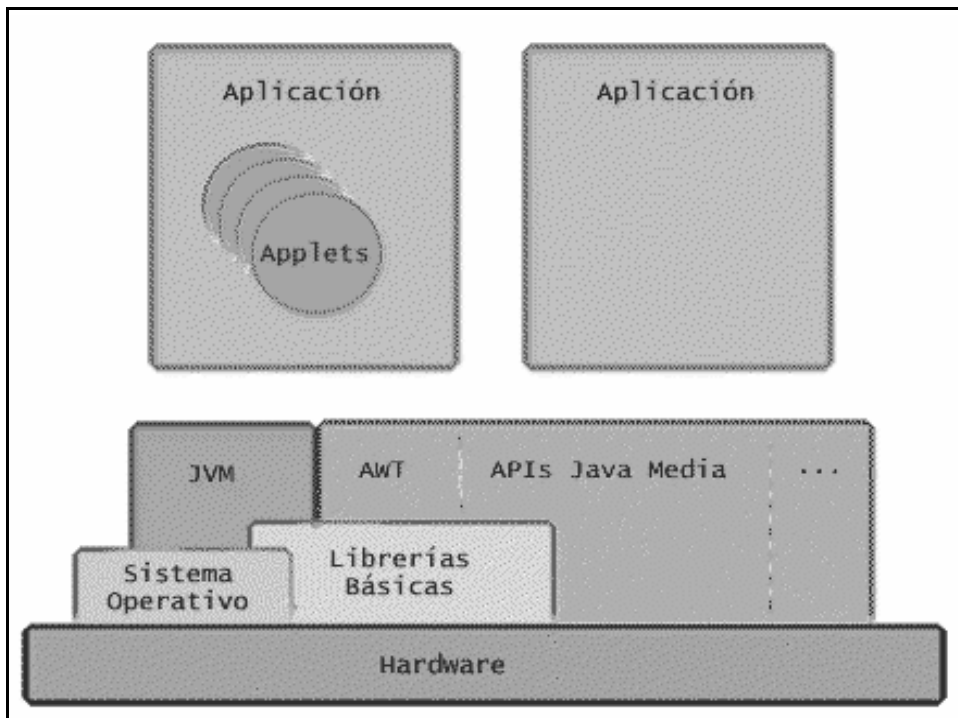 Aplicación
Aplicación
Applets
JVM
AWT
APIs Java Media
...
Librerías
Básicas
Sistema
Operativo
Hardware